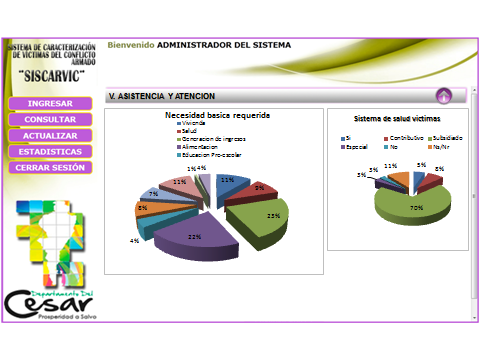 SISTEMA DE CARACTERIZACIÓN
DE VICTIMAS DEL CONFLICTO
ARMADO
"SISCARVIC"
Bienvenido ADMINISTRADOR DEL SISTEMA
INGRESAR
CONSULTAR
ACTUALIZAR
ESTADISTICAS
CERRAR SESIÓN
V. ASISTENCIA Y ATENCION
Necesidad basica requerida
Vivienda
Salud
Generacion de ingresos
Alimentacion
Educacion Pre-escolar
11%
9%
23%
22%
4%
8%
7%
11%
1%
4%
Sistema de salud victimas
Si
Contributivo
Subsidiado
Especial
No
Ns/Nr
5%
8%
70%
3%
3%
11%
Departamento Del
Cesar
Prosperidad a Salvo